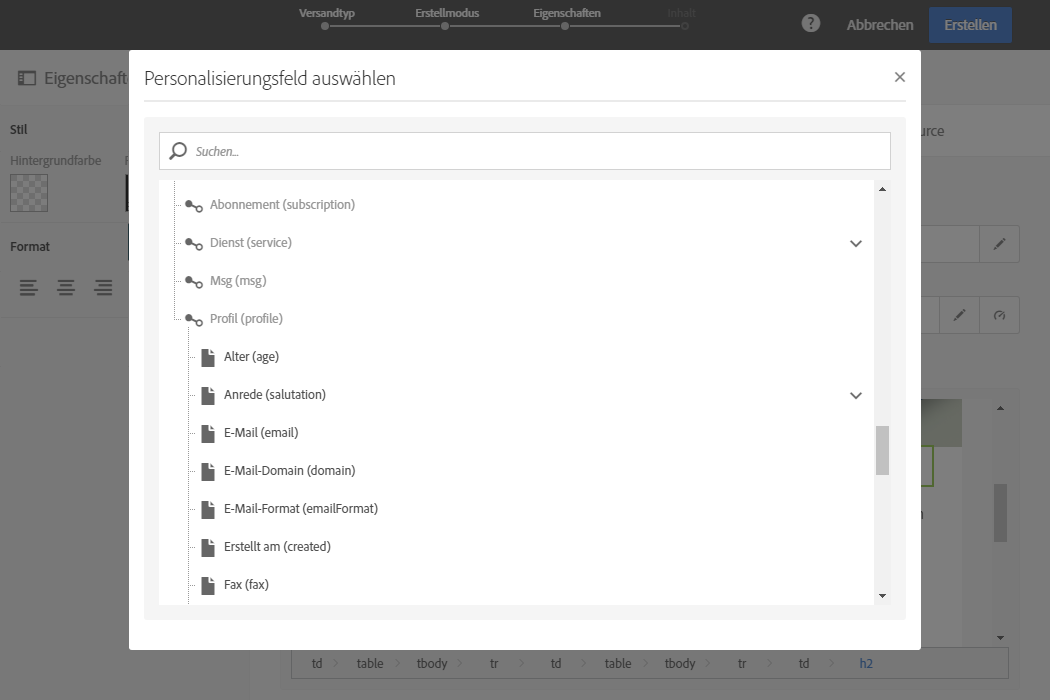 Versandtyp Erstellmodus Eigenschaften Inhalt
? Abbrechen Erstellen
Eigenschaft
Personalisierungsfeld auswählen
Stil
Hintergrundfarbe
Suchen...
Abonnement (subscription)
Dienst (service)
Format
Msg (msg)
Profil (profile)
Alter (age)
Anrede (salutation)
E-Mail (email)
E-Mail-Domain (domain)
E-Mail-Format (emailFormat)
Erstellt am (created)
Fax (fax)
td table tbody tr td table tbody tr td h2